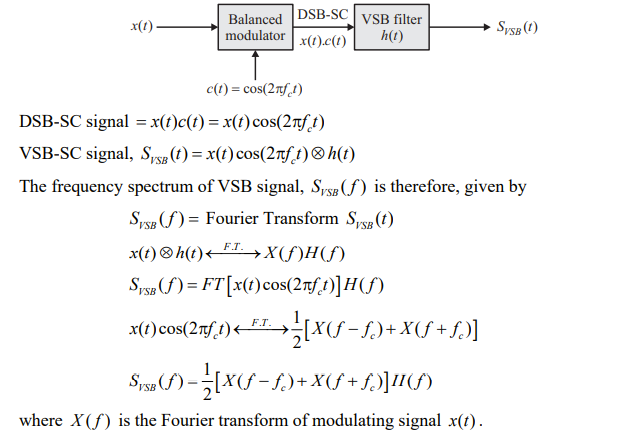 x(t)
Balanced modulator
DSB-SC
x(t).c(t)
VSB filter
h(t)
S_VSB(t)
c(t) = cos(2πf_c t)
DSB-SC signal = x(t)c(t) = x(t)cos(2πf_c t)
VSB-SC signal, S_VSB(t) = x(t)cos(2πf_c t)⊗h(t)
The frequency spectrum of VSB signal, S_VSB(f) is therefore, given by
S_VSB(f) = Fourier Transform S_VSB(t)
x(t)⊗h(t) ←F.T.→ X(f)H(f)
S_VSB(f) = FT[x(t)cos(2πf_c t)]H(f)
x(t)cos(2πf_c t) ←F.T.→ 1/2[X(f − f_c) + X(f + f_c)]
S_VSB(f) − 1/2[X(f − f_c) + X(f + f_c)]II(f)
where X(f) is the Fourier transform of modulating signal x(t).